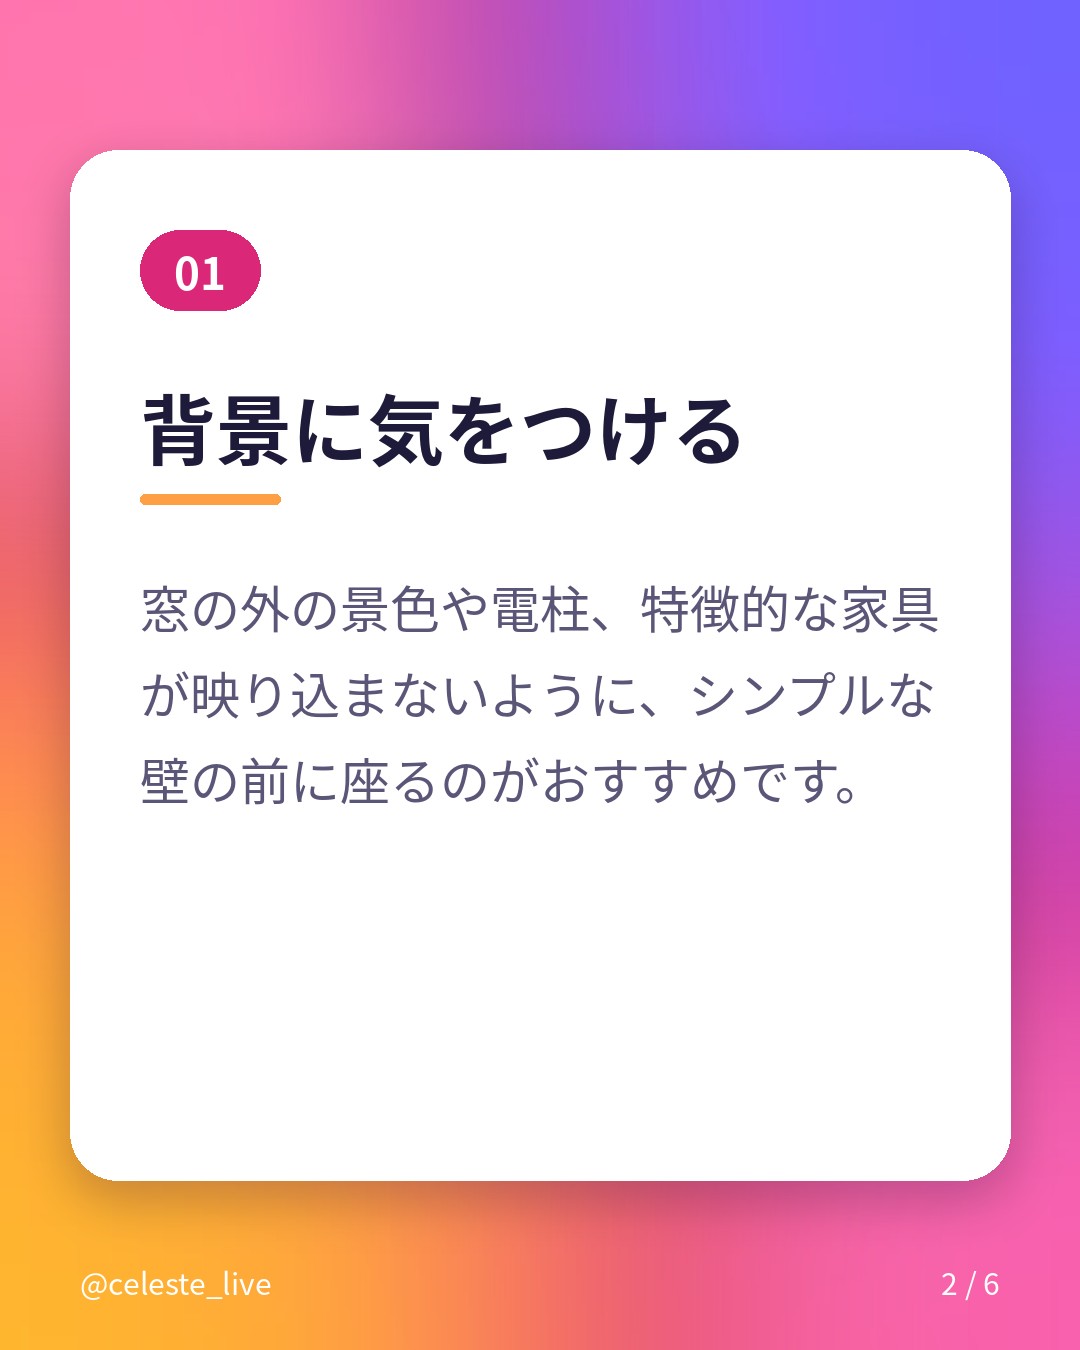 01
背景に気をつける
窓の外の景色や電柱、特徴的な家具
が映り込まないように、シンプルな
壁の前に座るのがおすすめです。
@celeste_live
2 / 6